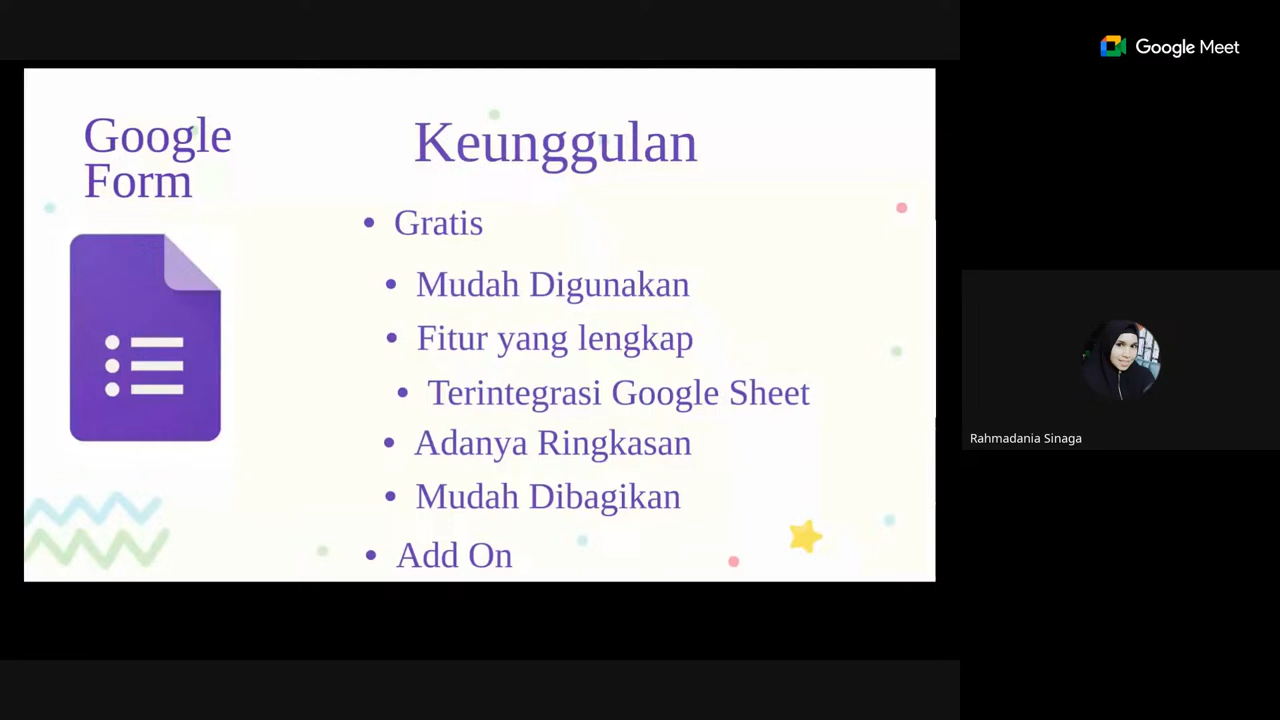 Google Meet
Google
Form
Keunggulan
• Gratis
• Mudah Digunakan
• Fitur yang lengkap
• Terintegrasi Google Sheet
• Adanya Ringkasan
• Mudah Dibagikan
• Add On
Rahmadania Sinaga